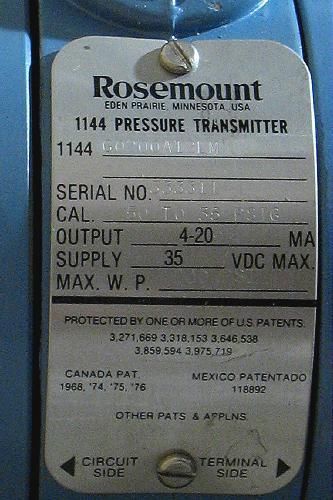 Rosemount
EDEN PRAIRIE, MINNESOTA, USA
1144 PRESSURE TRANSMITTER
1144
SERIAL NO.
CAL. TO PSIG
OUTPUT 4-20 MA
SUPPLY 35 VDC MAX.
MAX. W. P.
PROTECTED BY ONE OR MORE OF U.S. PATENTS.
3,271,669 3,318,153 3,646,538
3,859,594 3,975,719
CANADA PAT. MEXICO PATENTADO
1968, '74, '75, '76 118892
OTHER PATS & APPLNS.
CIRCUIT TERMINAL
SIDE SIDE